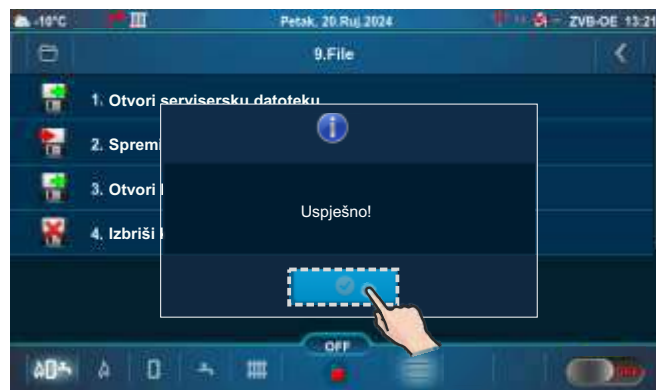 -10°C Petak, 20.Ruj.2024 ZVB-OE 13:21
9.File
1. Otvori servisersku datoteku
2. Spremi
3. Otvori
4. Izbriši
Uspješno!
OFF
OFF